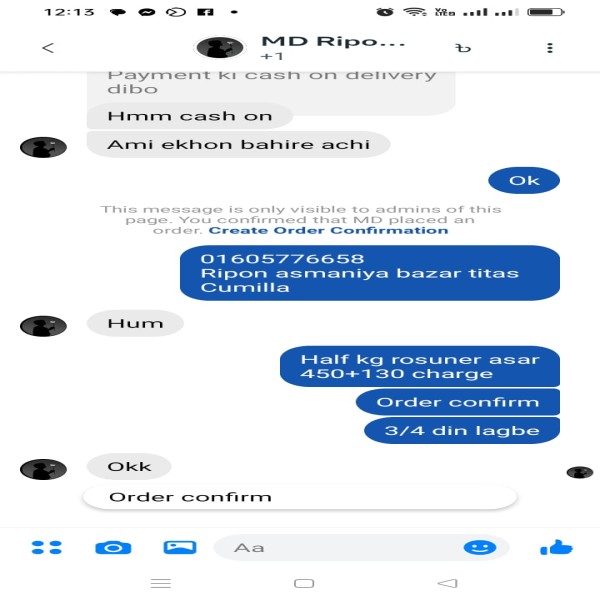 12:13
Vo
LTE2
MD Ripo...
+1
Payment ki cash on delivery
dibo
Hmm cash on
Ami ekhon bahire achi
Ok
This message is only visible to admins of this
page. You confirmed that MD placed an
order. Create Order Confirmation
01605776658
Ripon asmaniya bazar titas
Cumilla
Hum
Half kg rosuner asar
450+130 charge
Order confirm
3/4 din lagbe
Okk
Order confirm
Aa